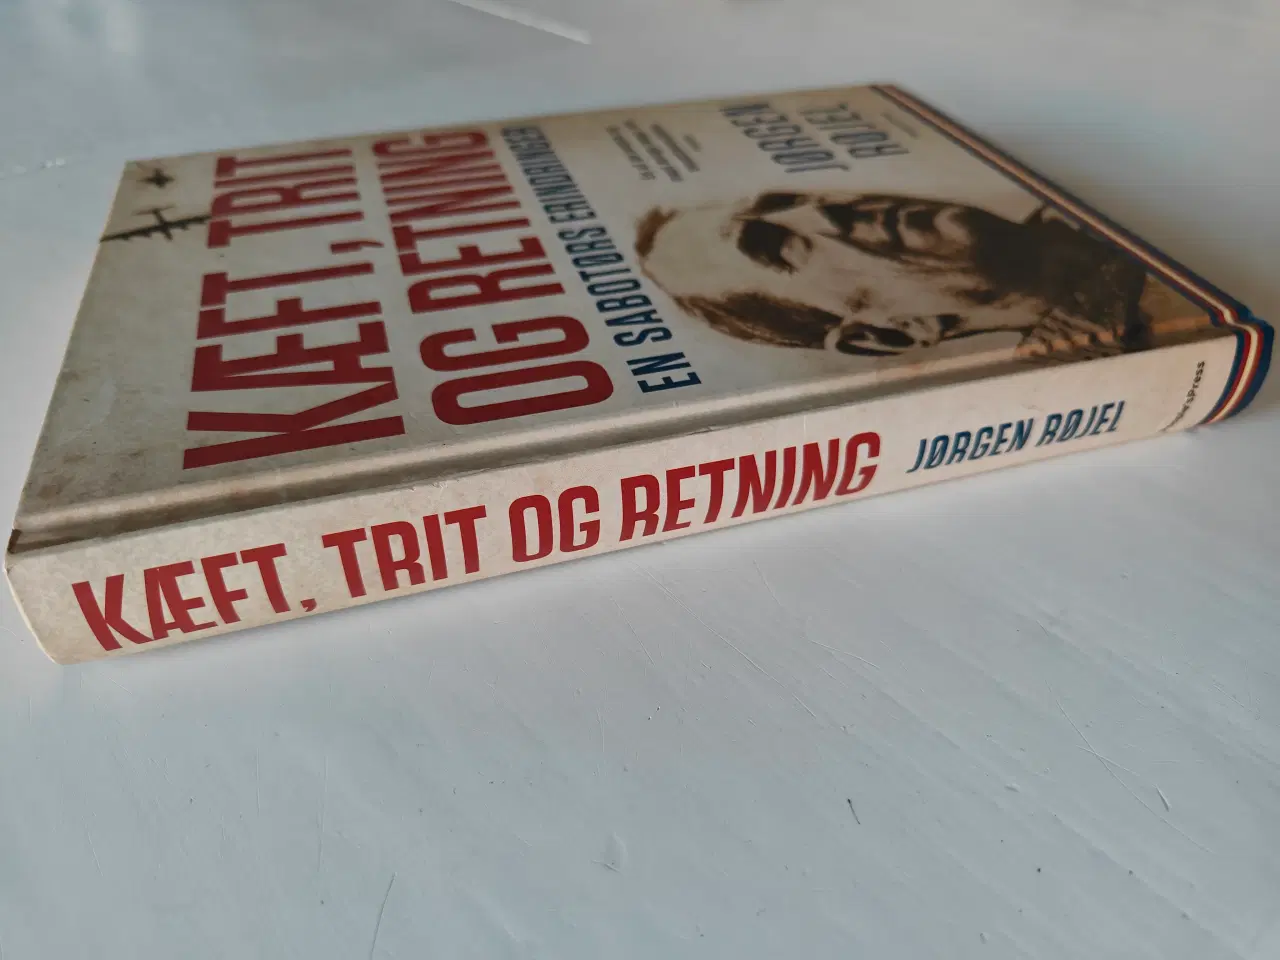 KÆFT, TRIT
OG RETNING
EN SABOTØRS ERINDRINGER
JØRGEN
RØJEL
KÆFT, TRIT OG RETNING JØRGEN RØJEL